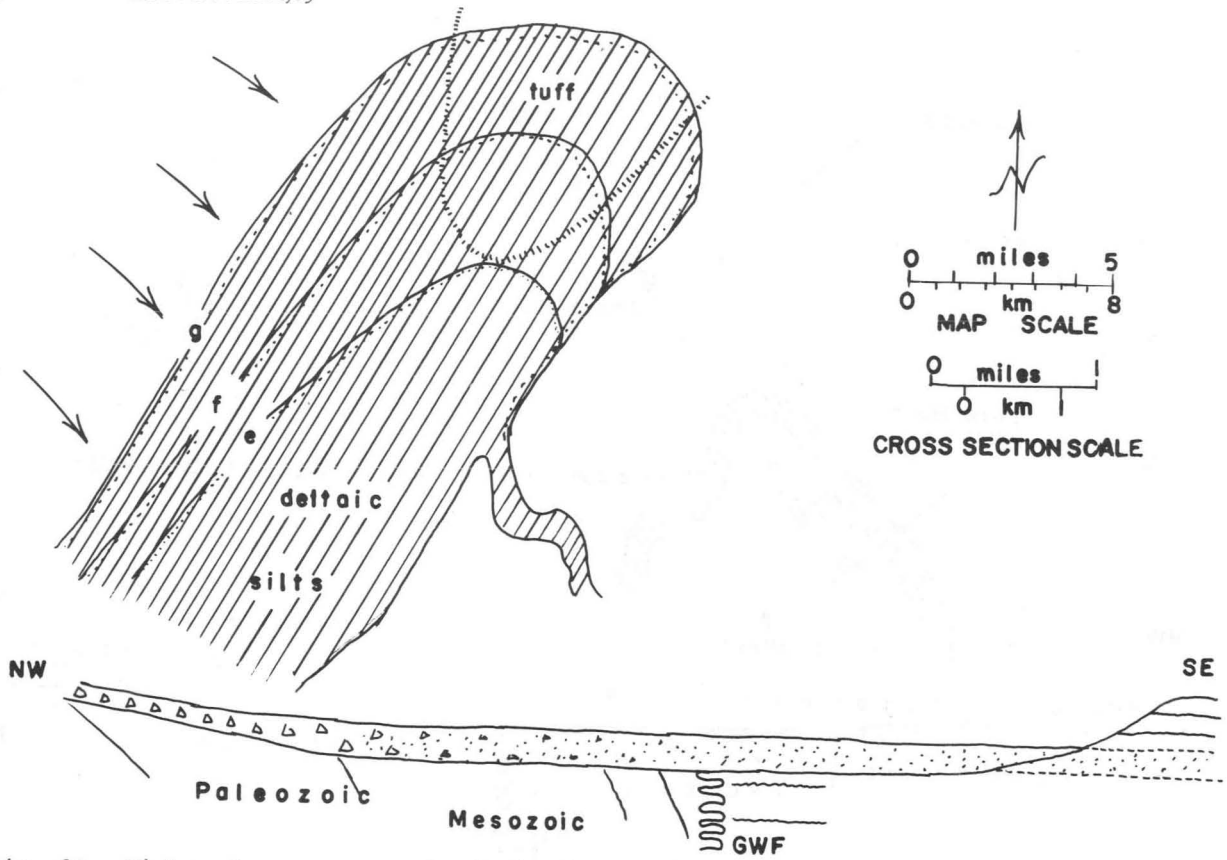 tuff
g
f
e
deltaic
silts
0 miles 5
0 km 8
MAP SCALE
0 miles 1
0 km 1
CROSS SECTION SCALE
NW
SE
Paleozoic
Mesozoic
GWF